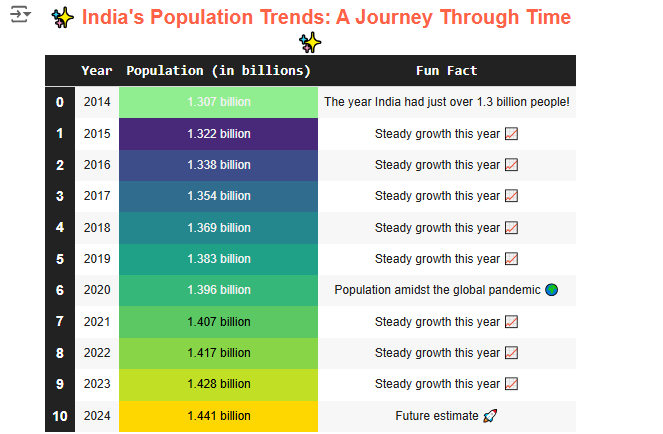 ✨ India's Population Trends: A Journey Through Time
✨
Year Population (in billions) Fun Fact
0 2014 1.307 billion The year India had just over 1.3 billion people!
1 2015 1.322 billion Steady growth this year 📈
2 2016 1.338 billion Steady growth this year 📈
3 2017 1.354 billion Steady growth this year 📈
4 2018 1.369 billion Steady growth this year 📈
5 2019 1.383 billion Steady growth this year 📈
6 2020 1.396 billion Population amidst the global pandemic 🌍
7 2021 1.407 billion Steady growth this year 📈
8 2022 1.417 billion Steady growth this year 📈
9 2023 1.428 billion Steady growth this year 📈
10 2024 1.441 billion Future estimate 🚀